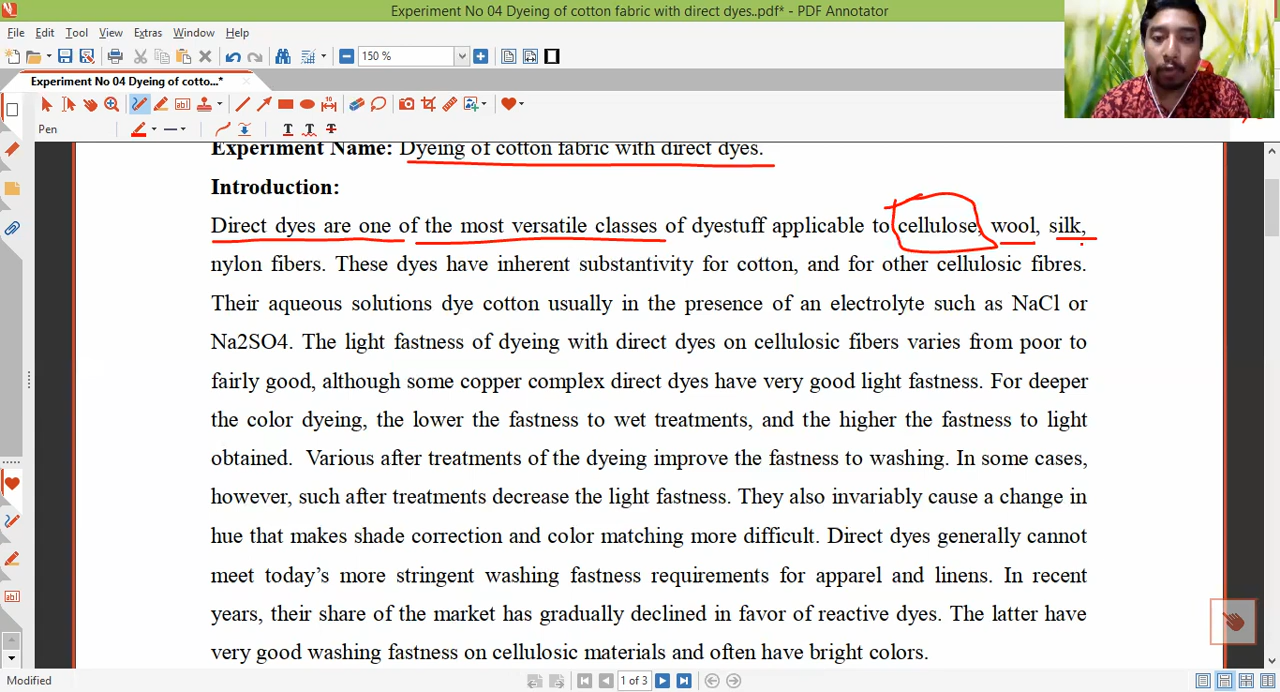 Experiment No 04 Dyeing of cotton fabric with direct dyes..pdf* - PDF Annotator
File Edit Tool View Extras Window Help
150 %
Experiment No 04 Dyeing of cotto...*
Pen
Experiment Name: Dyeing of cotton fabric with direct dyes.
Introduction:
Direct dyes are one of the most versatile classes of dyestuff applicable to cellulose, wool, silk,
nylon fibers. These dyes have inherent substantivity for cotton, and for other cellulosic fibres.
Their aqueous solutions dye cotton usually in the presence of an electrolyte such as NaCl or
Na2SO4. The light fastness of dyeing with direct dyes on cellulosic fibers varies from poor to
fairly good, although some copper complex direct dyes have very good light fastness. For deeper
the color dyeing, the lower the fastness to wet treatments, and the higher the fastness to light
obtained. Various after treatments of the dyeing improve the fastness to washing. In some cases,
however, such after treatments decrease the light fastness. They also invariably cause a change in
hue that makes shade correction and color matching more difficult. Direct dyes generally cannot
meet today's more stringent washing fastness requirements for apparel and linens. In recent
years, their share of the market has gradually declined in favor of reactive dyes. The latter have
very good washing fastness on cellulosic materials and often have bright colors.
Modified
1 of 3